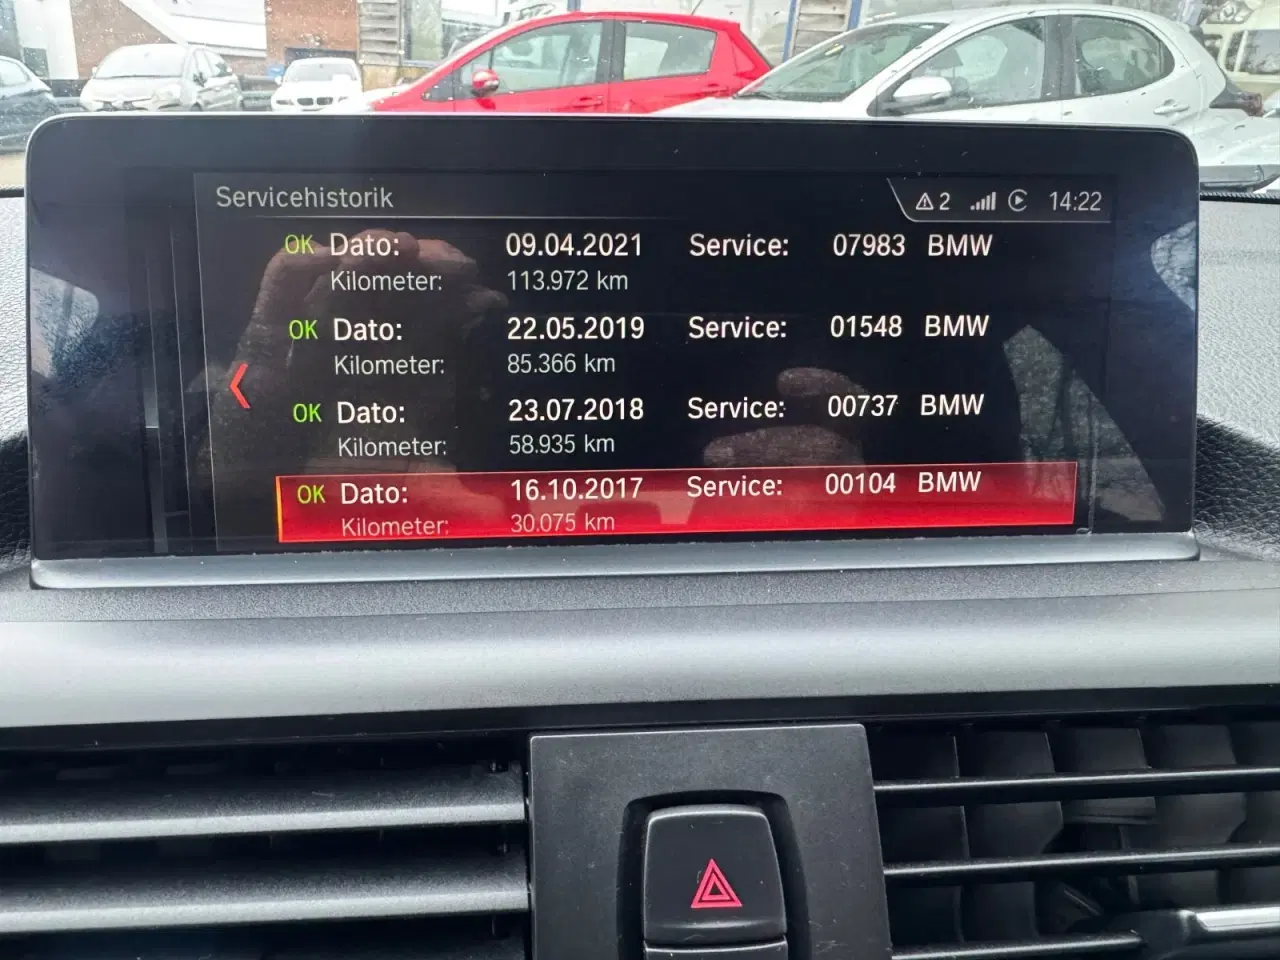 Servicehistorik 2 14:22
OK Dato: 09.04.2021 Service: 07983 BMW
Kilometer: 113.972 km
OK Dato: 22.05.2019 Service: 01548 BMW
Kilometer: 85.366 km
OK Dato: 23.07.2018 Service: 00737 BMW
Kilometer: 58.935 km
OK Dato: 16.10.2017 Service: 00104 BMW
Kilometer: 30.075 km